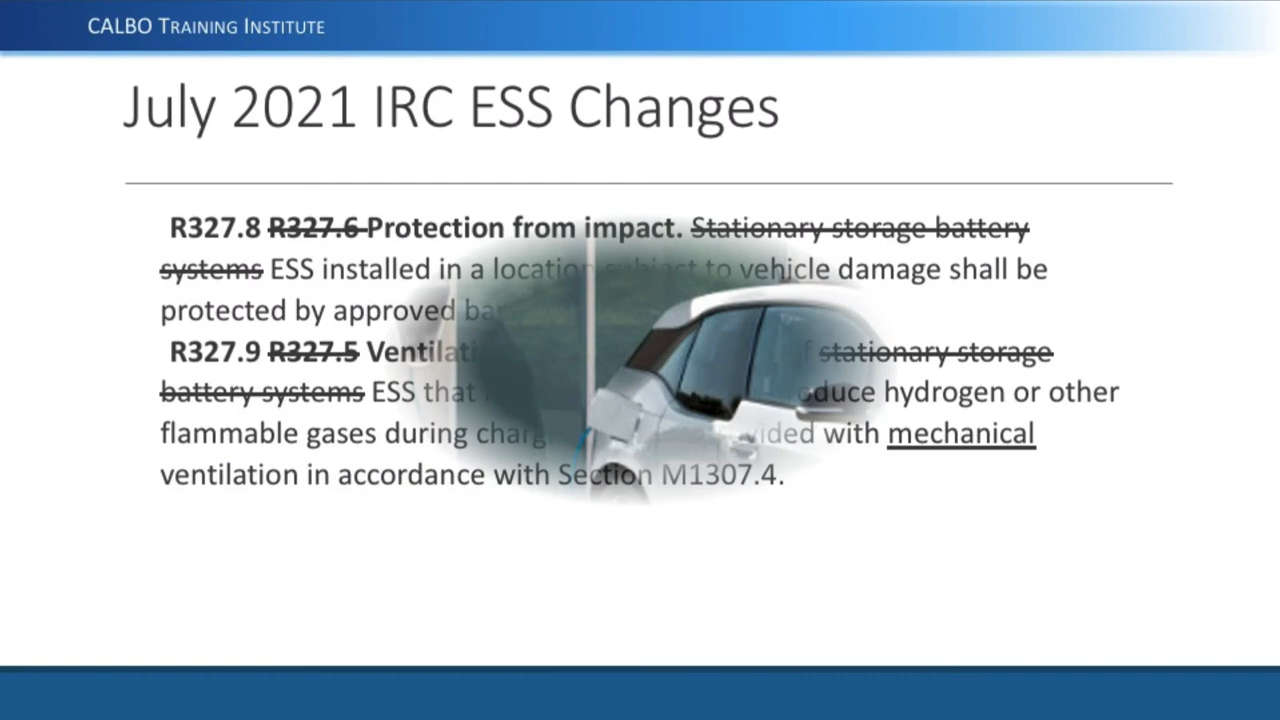 CALBO TRAINING INSTITUTE
July 2021 IRC ESS Changes
R327.8 R327.6 Protection from impact. Stationary storage battery
systems ESS installed in a location subject to vehicle damage shall be
protected by approved
R327.9 R327.5 stationary storage
battery systems ESS that hydrogen or other
flammable gases during with mechanical
ventilation in accordance with Section M1307.4.